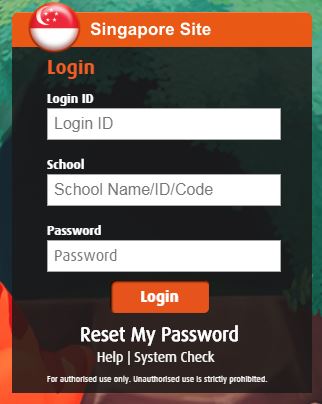 Singapore Site
Login
Login ID
Login ID
School
School Name/ID/Code
Password
Password
Login
Reset My Password
Help | System Check
For authorised use only. Unauthorised use is strictly prohibited.